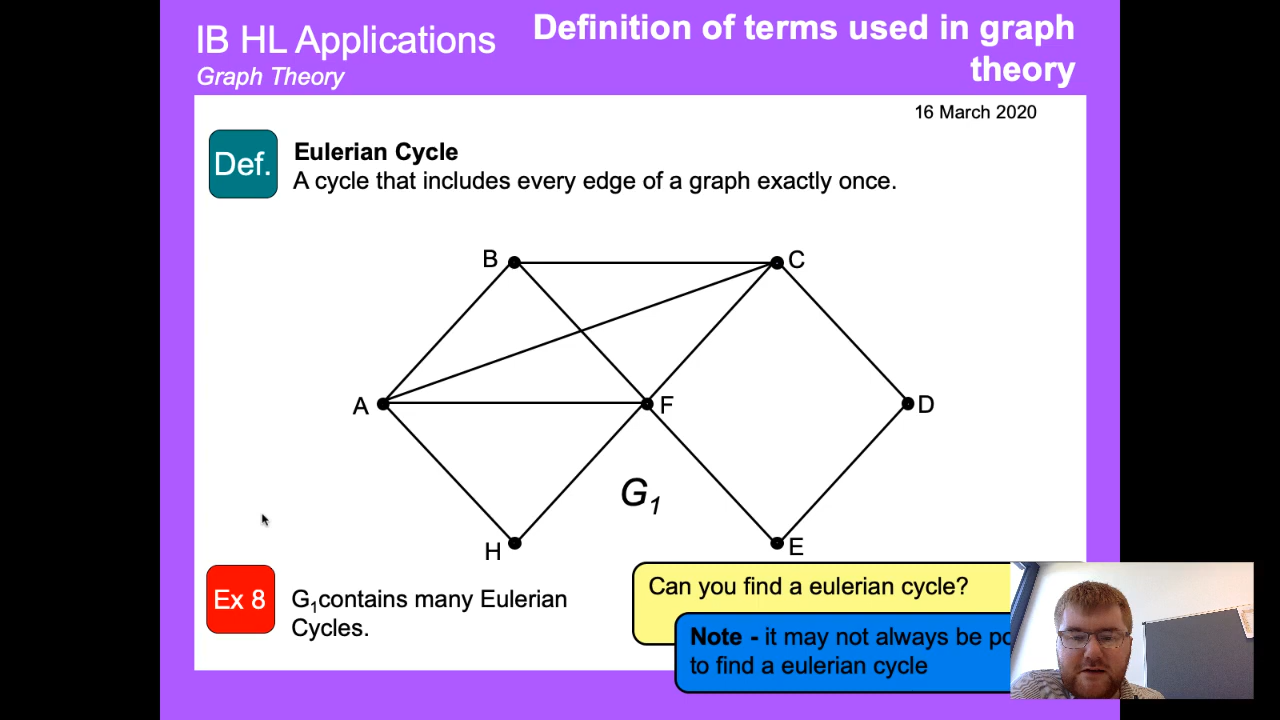 IB HL Applications
Graph Theory
Definition of terms used in graph
theory
16 March 2020
Def.
Eulerian Cycle
A cycle that includes every edge of a graph exactly once.
B
C
A
F
D
G1
H
E
Ex 8
G1contains many Eulerian
Cycles.
Can you find a eulerian cycle?
Note - it may not always be
to find a eulerian cycle